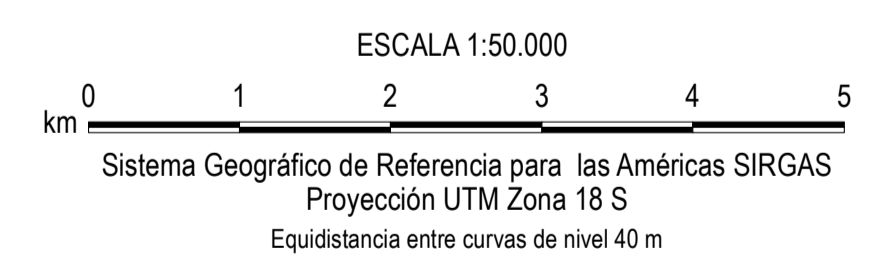 ESCALA 1:50.000
0 1 2 3 4 5
km
Sistema Geográfico de Referencia para las Américas SIRGAS
Proyección UTM Zona 18 S
Equidistancia entre curvas de nivel 40 m